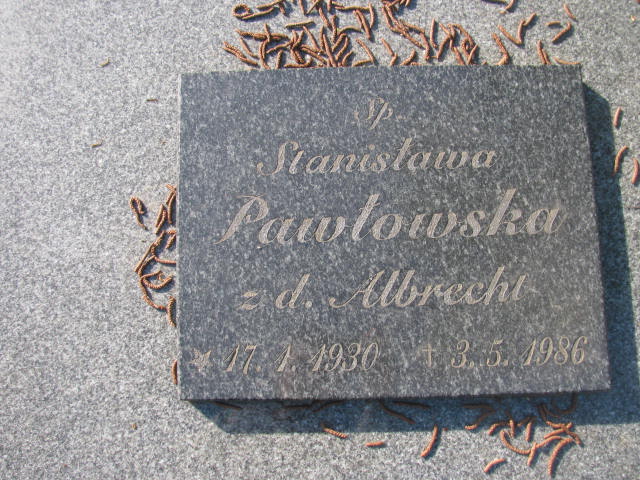 Śp.
Stanisława
Pawłowska
z d. Albrecht
* 17. 1. 1930 † 3. 5. 1986